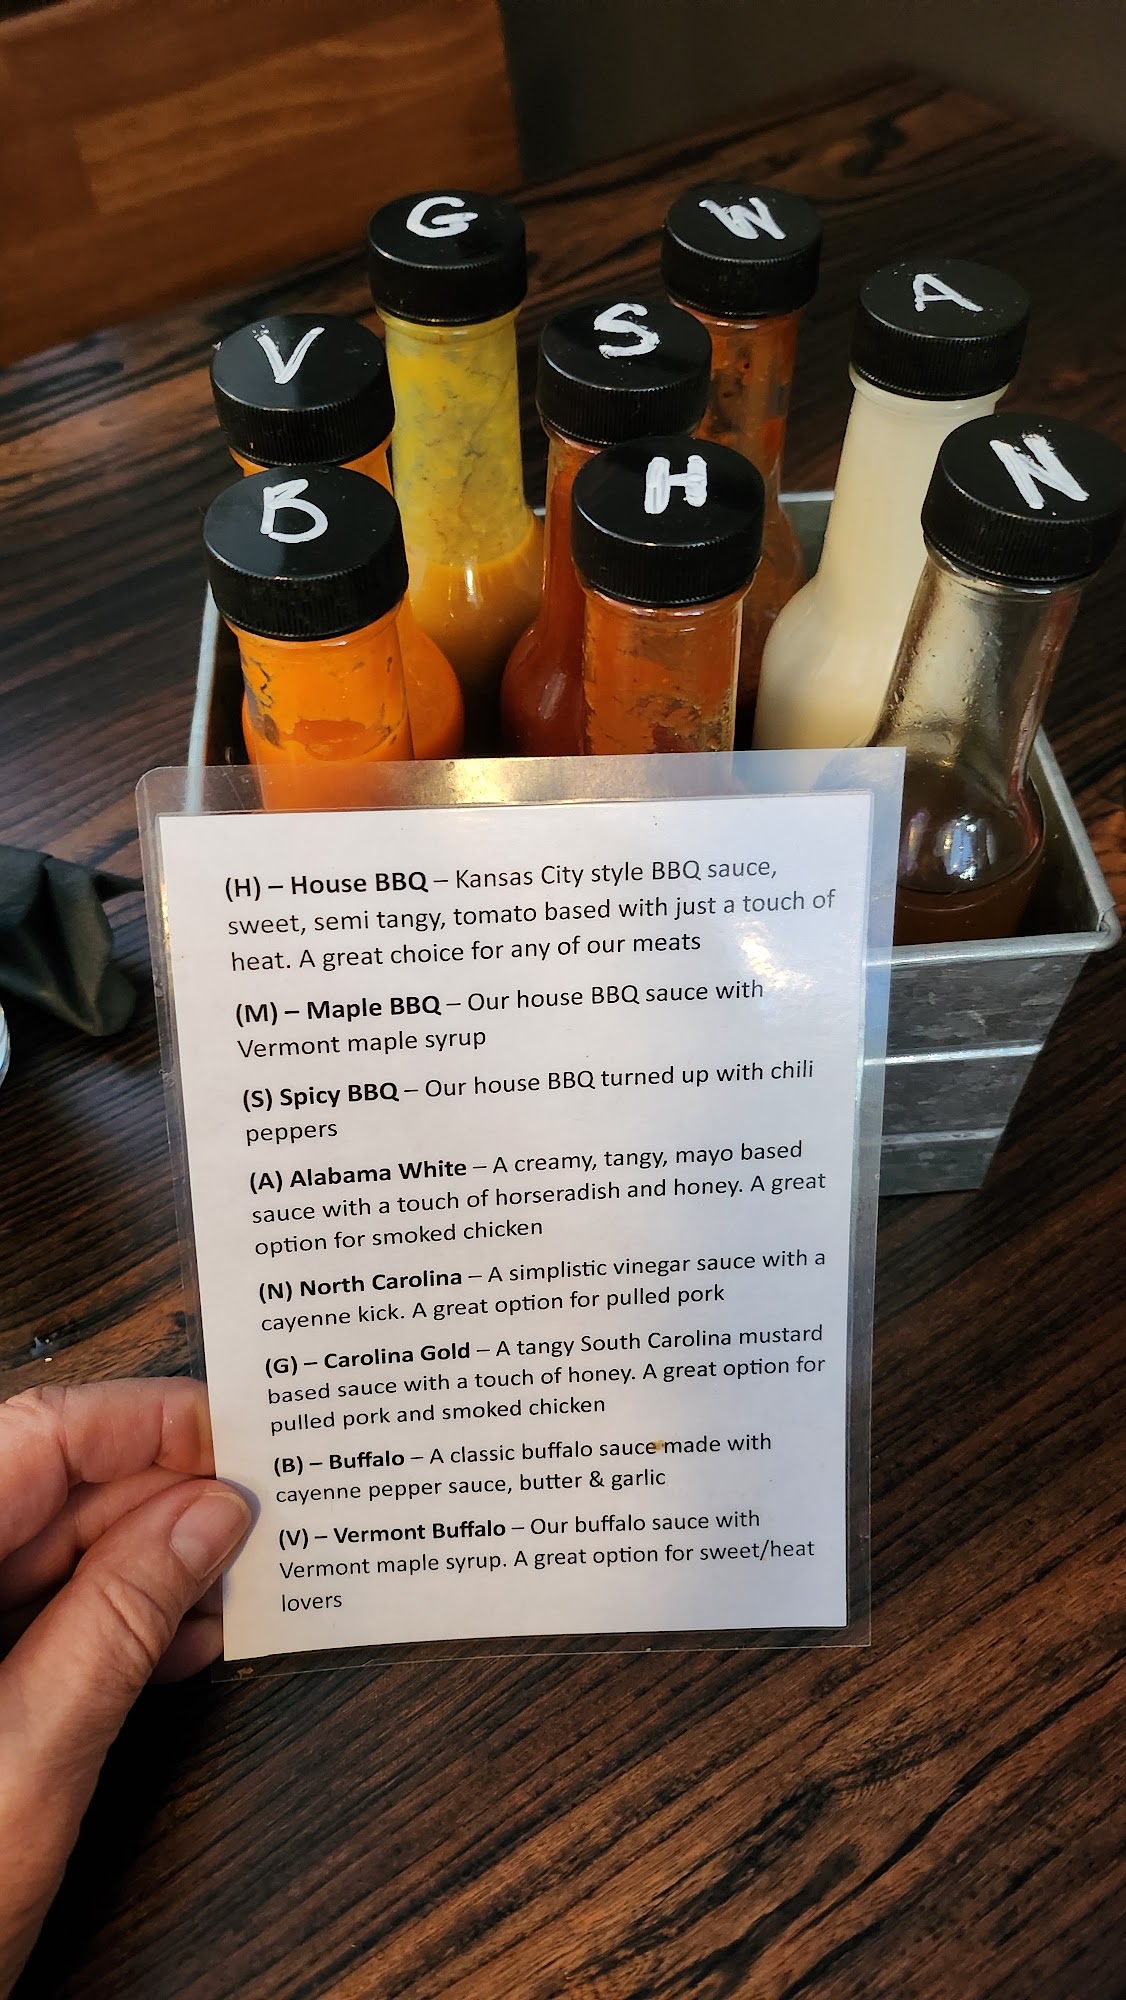 G
W
A
S
V
N
H
B
(H) – House BBQ – Kansas City style BBQ sauce,
sweet, semi tangy, tomato based with just a touch of
heat. A great choice for any of our meats
(M) – Maple BBQ – Our house BBQ sauce with
Vermont maple syrup
(S) Spicy BBQ – Our house BBQ turned up with chili
peppers
(A) Alabama White – A creamy, tangy, mayo based
sauce with a touch of horseradish and honey. A great
option for smoked chicken
(N) North Carolina – A simplistic vinegar sauce with a
cayenne kick. A great option for pulled pork
(G) – Carolina Gold – A tangy South Carolina mustard
based sauce with a touch of honey. A great option for
pulled pork and smoked chicken
(B) – Buffalo – A classic buffalo sauce made with
cayenne pepper sauce, butter & garlic
(V) – Vermont Buffalo – Our buffalo sauce with
Vermont maple syrup. A great option for sweet/heat
lovers